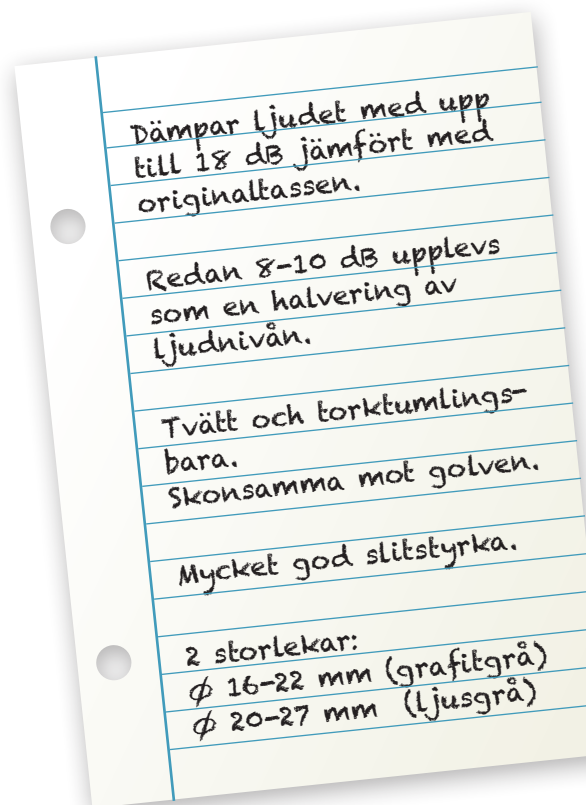 Dämpar ljudet med upp
till 18 dB jämfört med
originaltassen.
Redan 8-10 dB upplevs
som en halvering av
ljudnivån.
Tvätt och torktumlings-
bara.
Skonsamma mot golven.
Mycket god slitstyrka.
2 storlekar:
ø 16-22 mm (grafitgrå)
ø 20-27 mm (ljusgrå)